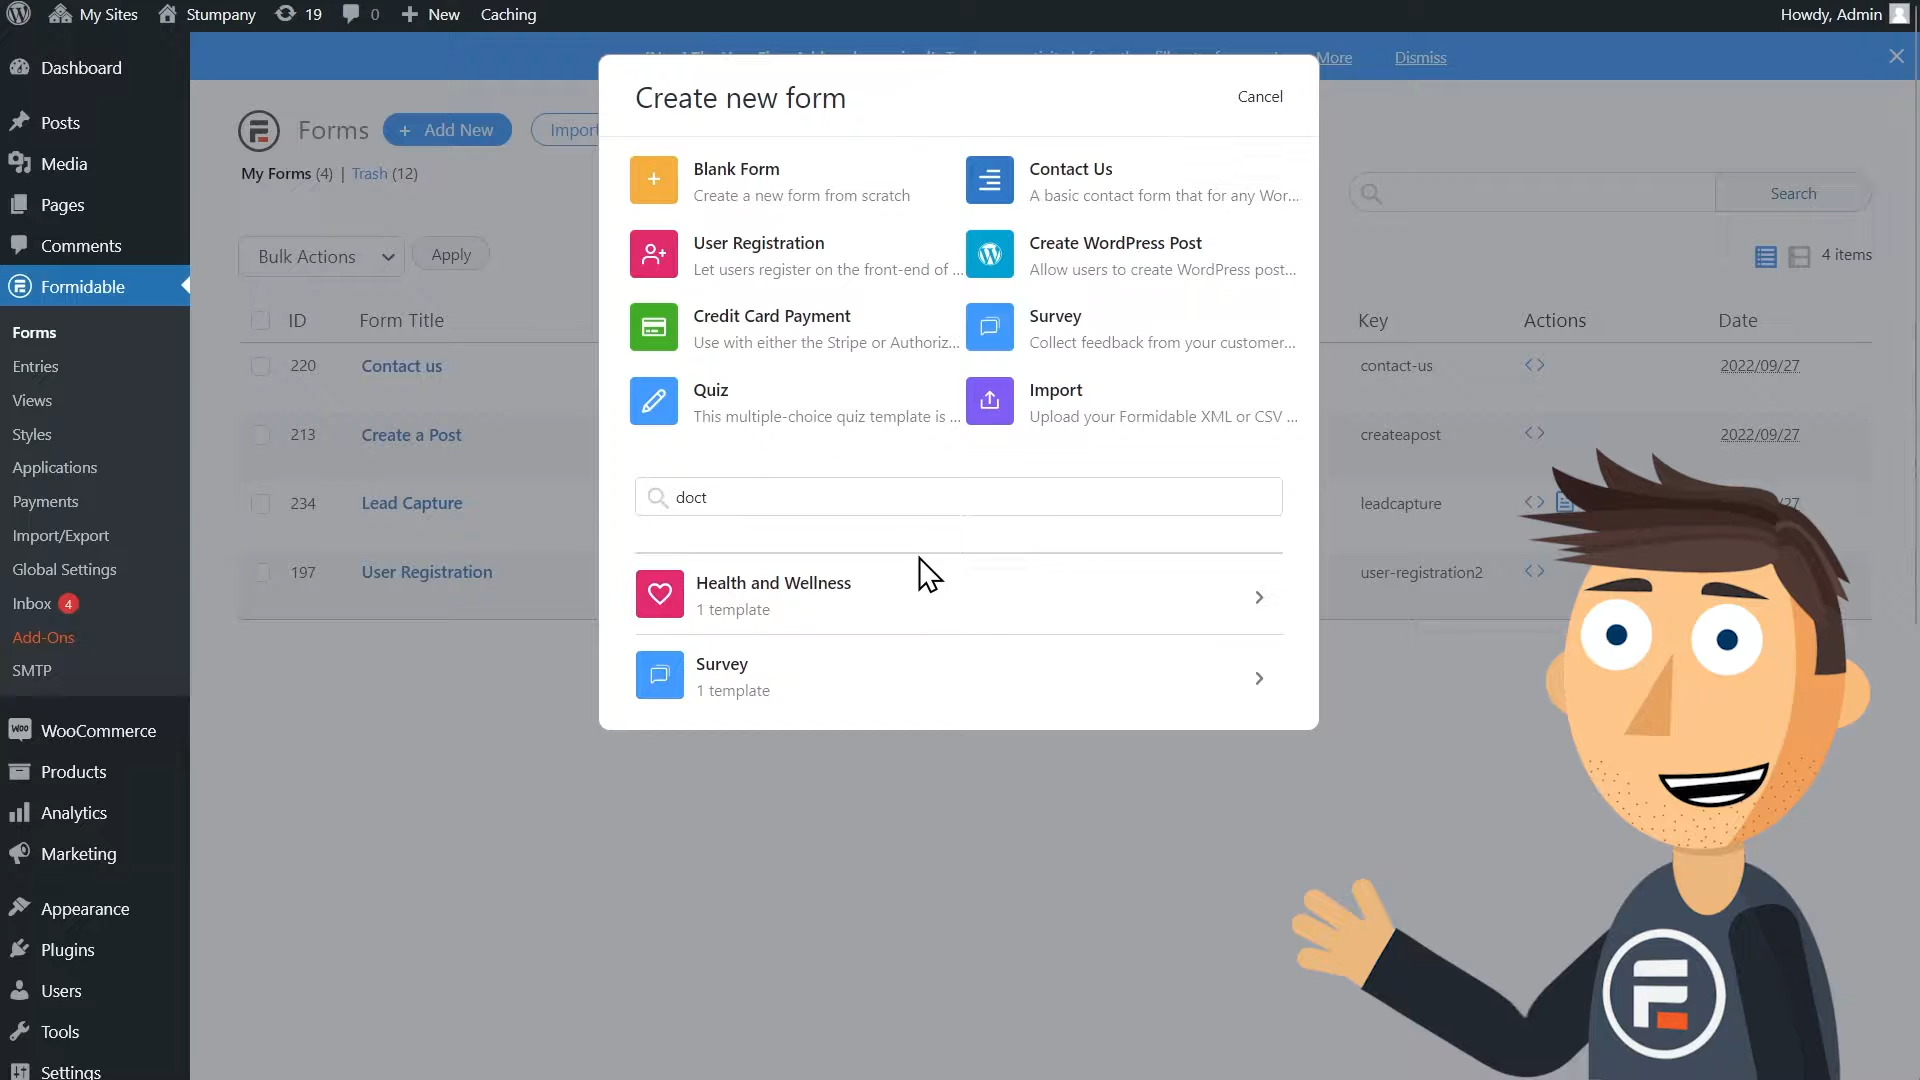 My Sites Stumpany 19 0 New Caching Howdy, Admin
More Dismiss
Dashboard
Posts
Media
Pages
Comments
Formidable
Forms
Entries
Views
Styles
Applications
Payments
Import/Export
Global Settings
Inbox 4
Add-Ons
SMTP
WooCommerce
Products
Analytics
Marketing
Appearance
Plugins
Users
Tools
Settings
Forms + Add New Import
My Forms (4) | Trash (12)
Search
Bulk Actions Apply
4 items
ID Form Title Key Actions Date
220 Contact us contact-us 2022/09/27
213 Create a Post createapost 2022/09/27
234 Lead Capture leadcapture
197 User Registration user-registration2
Create new form Cancel
Blank Form
Create a new form from scratch
Contact Us
A basic contact form that for any Wor...
User Registration
Let users register on the front-end of ...
Create WordPress Post
Allow users to create WordPress post...
Credit Card Payment
Use with either the Stripe or Authoriz...
Survey
Collect feedback from your customer...
Quiz
This multiple-choice quiz template is ...
Import
Upload your Formidable XML or CSV ...
doct
Health and Wellness
1 template
Survey
1 template